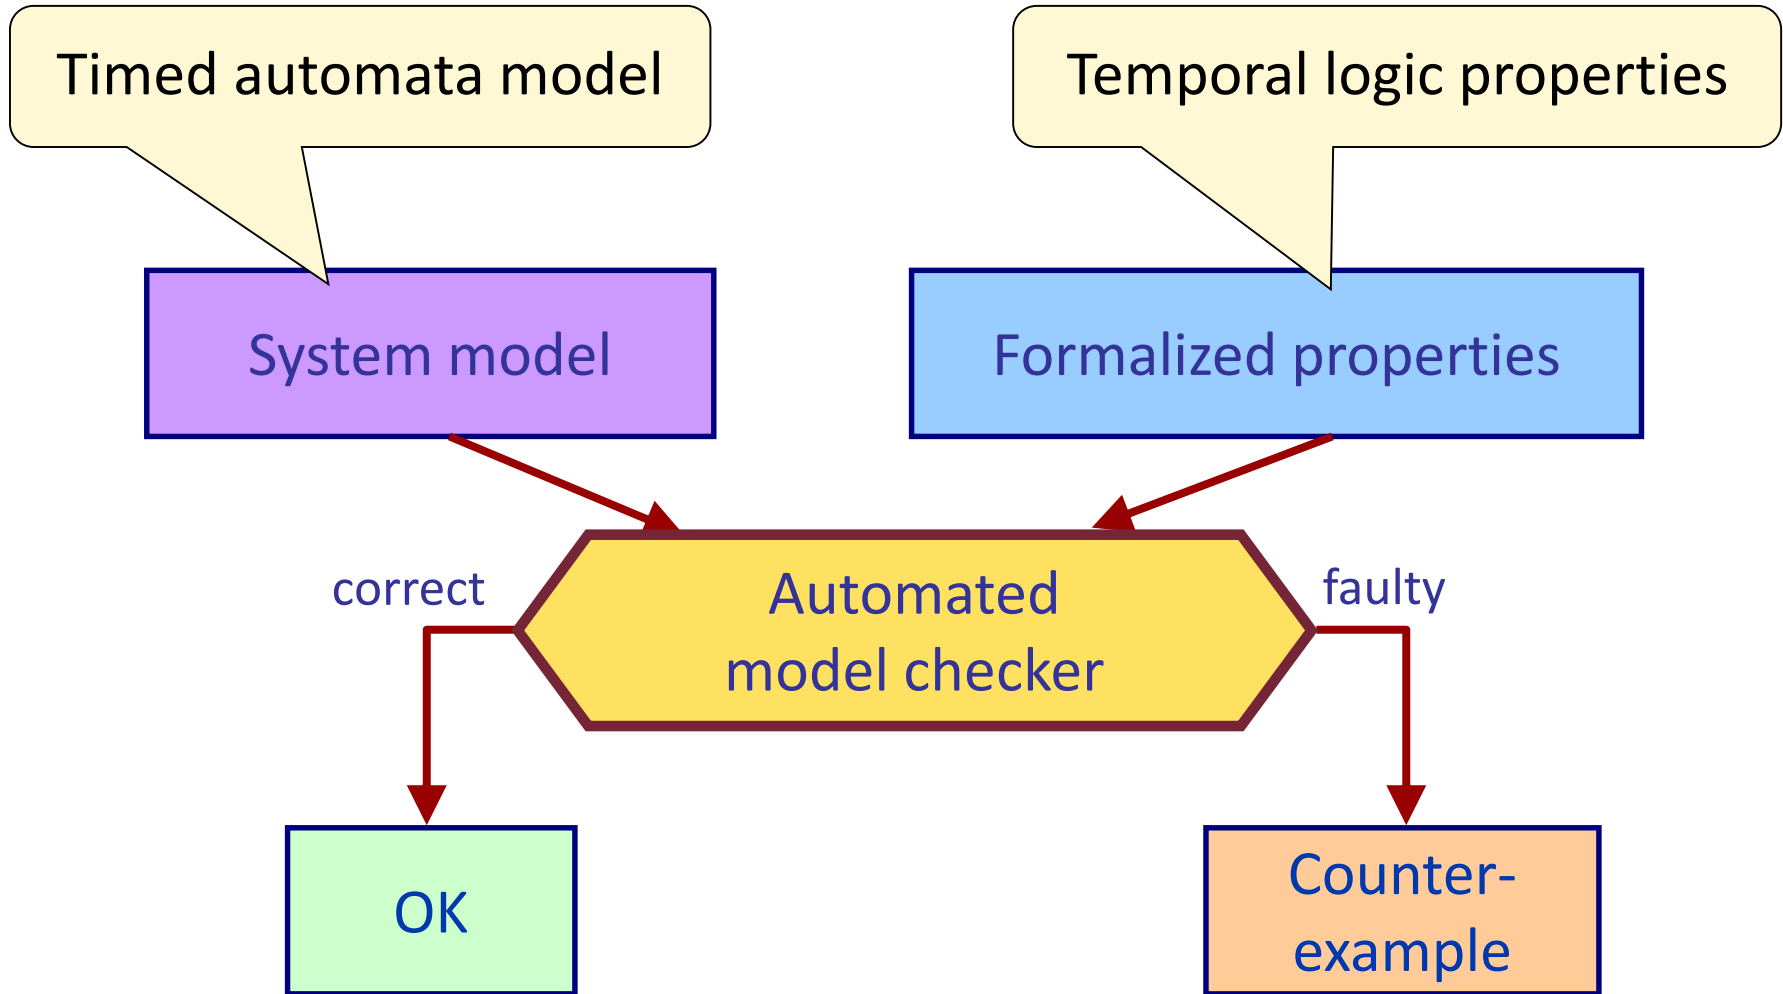 Timed automata model
Temporal logic properties
System model
Formalized properties
correct
Automated
model checker
faulty
OK
Counter-
example